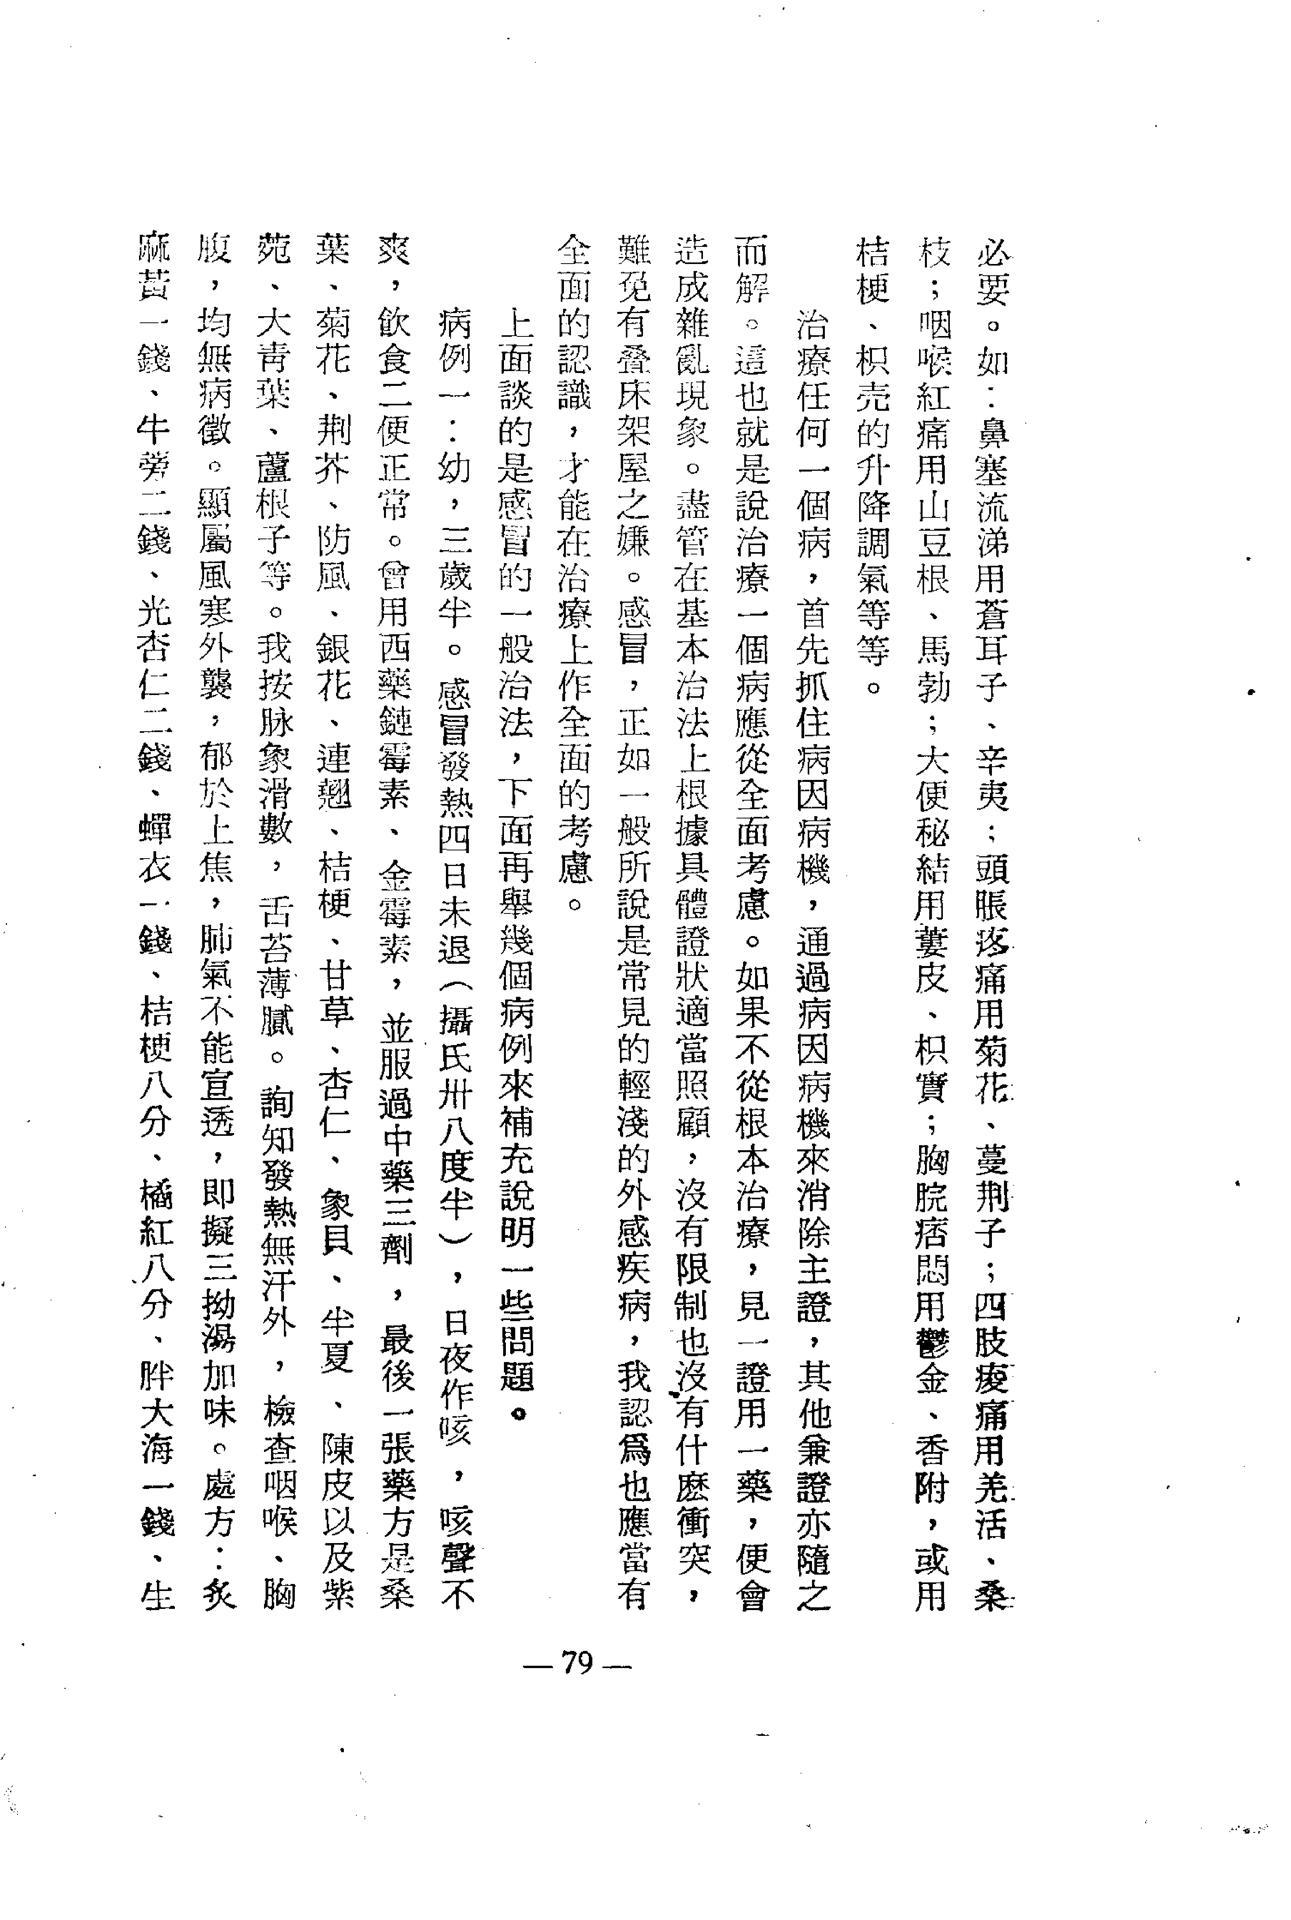 必要。如：鼻塞流涕用蒼耳子、辛夷；頭脹疼痛用菊花、蔓荆子；四肢痠痛用羌活、桑
枝；咽喉紅痛用山豆根、馬勃；大便秘結用蔞皮、枳實；胸脘痞悶用鬱金、香附，或用
桔梗、枳壳的升降調氣等等。
治療任何一個病，首先抓住病因病機，通過病因病機來消除主證，其他兼證亦隨之
而解。這也就是說治療一個病應從全面考慮。如果不從根本治療，見一證用一藥，便會
造成雜亂現象。盡管在基本治法上根據具體證狀適當照顧，沒有限制也沒有什麽衝突，
難免有叠床架屋之嫌。感冒，正如一般所說是常見的輕淺的外感疾病，我認爲也應當有
全面的認識，才能在治療上作全面的考慮。
上面談的是感冒的一般治法，下面再舉幾個病例來補充說明一些問題。
病例一：幼，三歲半。感冒發熱四日未退（攝氏卅八度半），日夜作咳，咳聲不
爽，飲食二便正常。曾用西藥鏈霉素、金霉素，並服過中藥三劑，最後一張藥方是桑
葉、菊花、荆芥、防風、銀花、連翹、桔梗、甘草、杏仁、象貝、半夏、陳皮以及紫
菀、大青葉、蘆根子等。我按脉象滑數，舌苔薄膩。詢知發熱無汗外，檢查咽喉、胸
腹，均無病徵。顯屬風寒外襲，郁於上焦，肺氣不能宣透，即擬三拗湯加味。處方：炙
麻黃一錢、牛蒡二錢、光杏仁二錢、蟬衣一錢、桔梗八分、橘紅八分、胖大海一錢、生
—79—